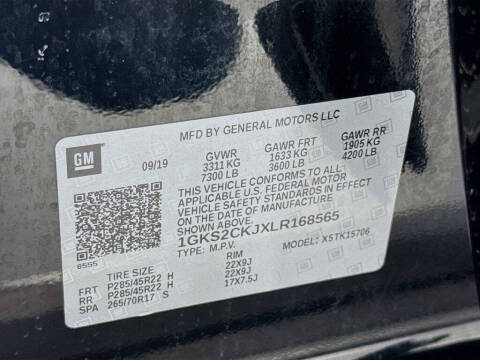 MFD BY GENERAL MOTORS LLC
GM 09/19 GVWR GAWR FRT GAWR RR
3311 KG 1633 KG 1905 KG
7300 LB 3600 LB 4200 LB
THIS VEHICLE CONFORMS TO ALL
APPLICABLE U.S. FEDERAL MOTOR
VEHICLE SAFETY STANDARDS IN EFFECT
ON THE DATE OF MANUFACTURE
1GKS2CKJXLR168565
TYPE: M.P.V. MODEL: X5TK15706
8555
TIRE SIZE RIM
FRT P285/45R22 H 22X9J
RR P285/45R22 H 22X9J
SPA 265/70R17 S 17X7.5J